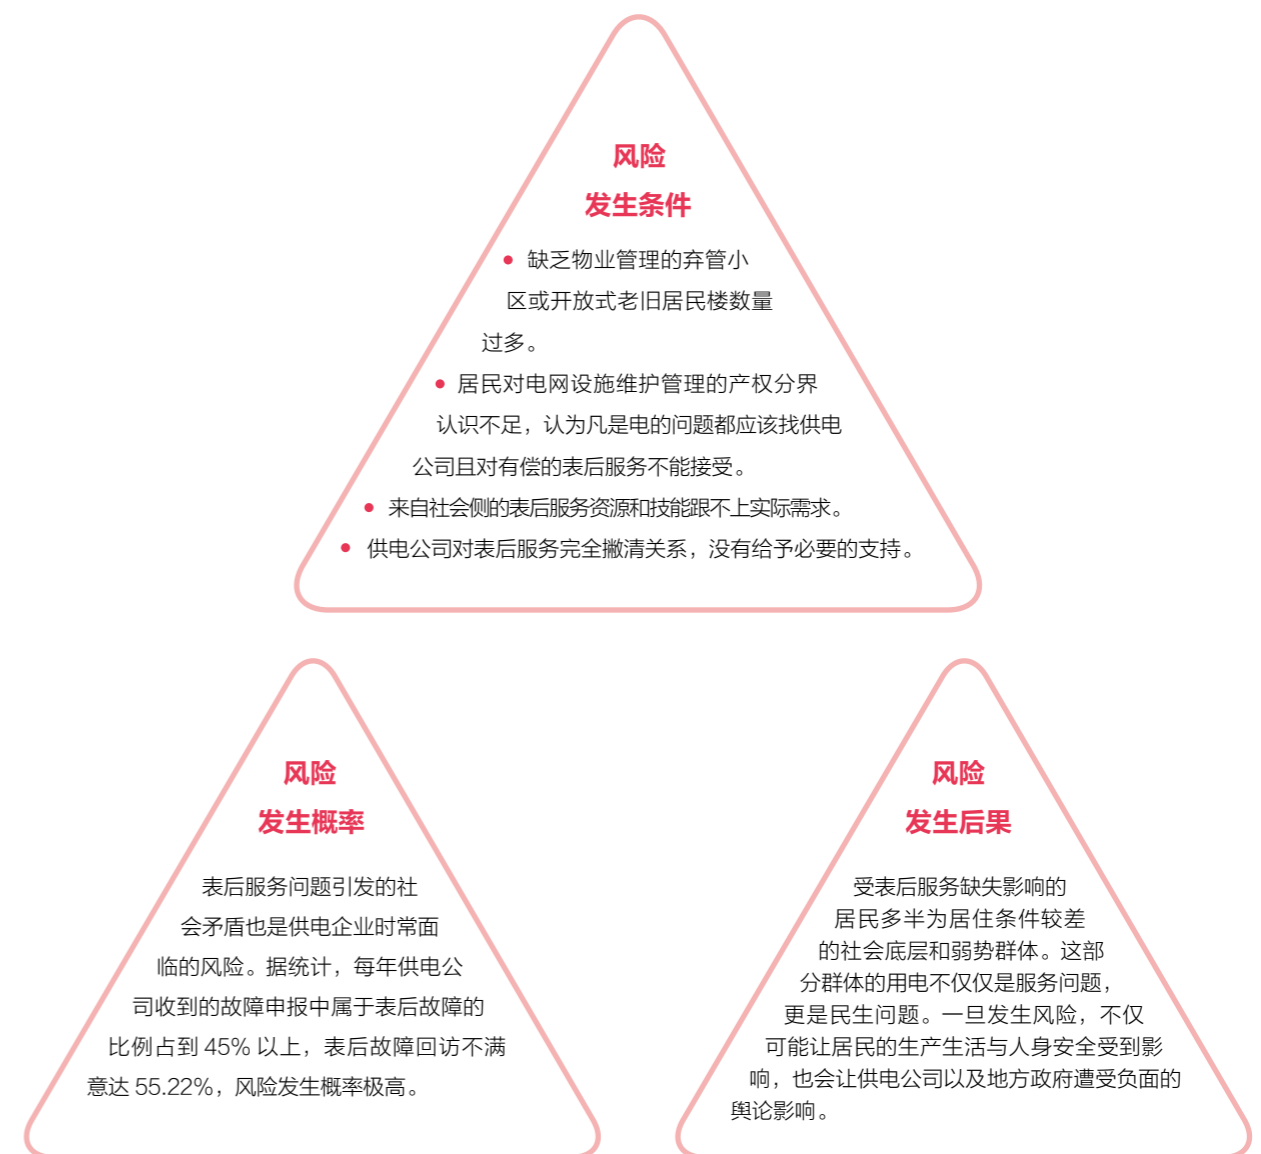 风险
发生条件
● 缺乏物业管理的弃管小
区或开放式老旧居民楼数量
过多。
● 居民对电网设施维护管理的产权分界
认识不足，认为凡是电的问题都应该找供电
公司且对有偿的表后服务不能接受。
● 来自社会侧的表后服务资源和技能跟不上实际需求。
● 供电公司对表后服务完全撇清关系，没有给予必要的支持。
风险
发生概率
表后服务问题引发的社
会矛盾也是供电企业时常面
临的风险。据统计，每年供电公
司收到的故障申报中属于表后故障的
比例占到 45% 以上，表后故障回访不满
意达 55.22%，风险发生概率极高。
风险
发生后果
受表后服务缺失影响的
居民多半为居住条件较差
的社会底层和弱势群体。这部
分群体的用电不仅仅是服务问题，
更是民生问题。一旦发生风险，不仅
可能让居民的生产生活与人身安全受到影
响，也会让供电公司以及地方政府遭受负面的
舆论影响。